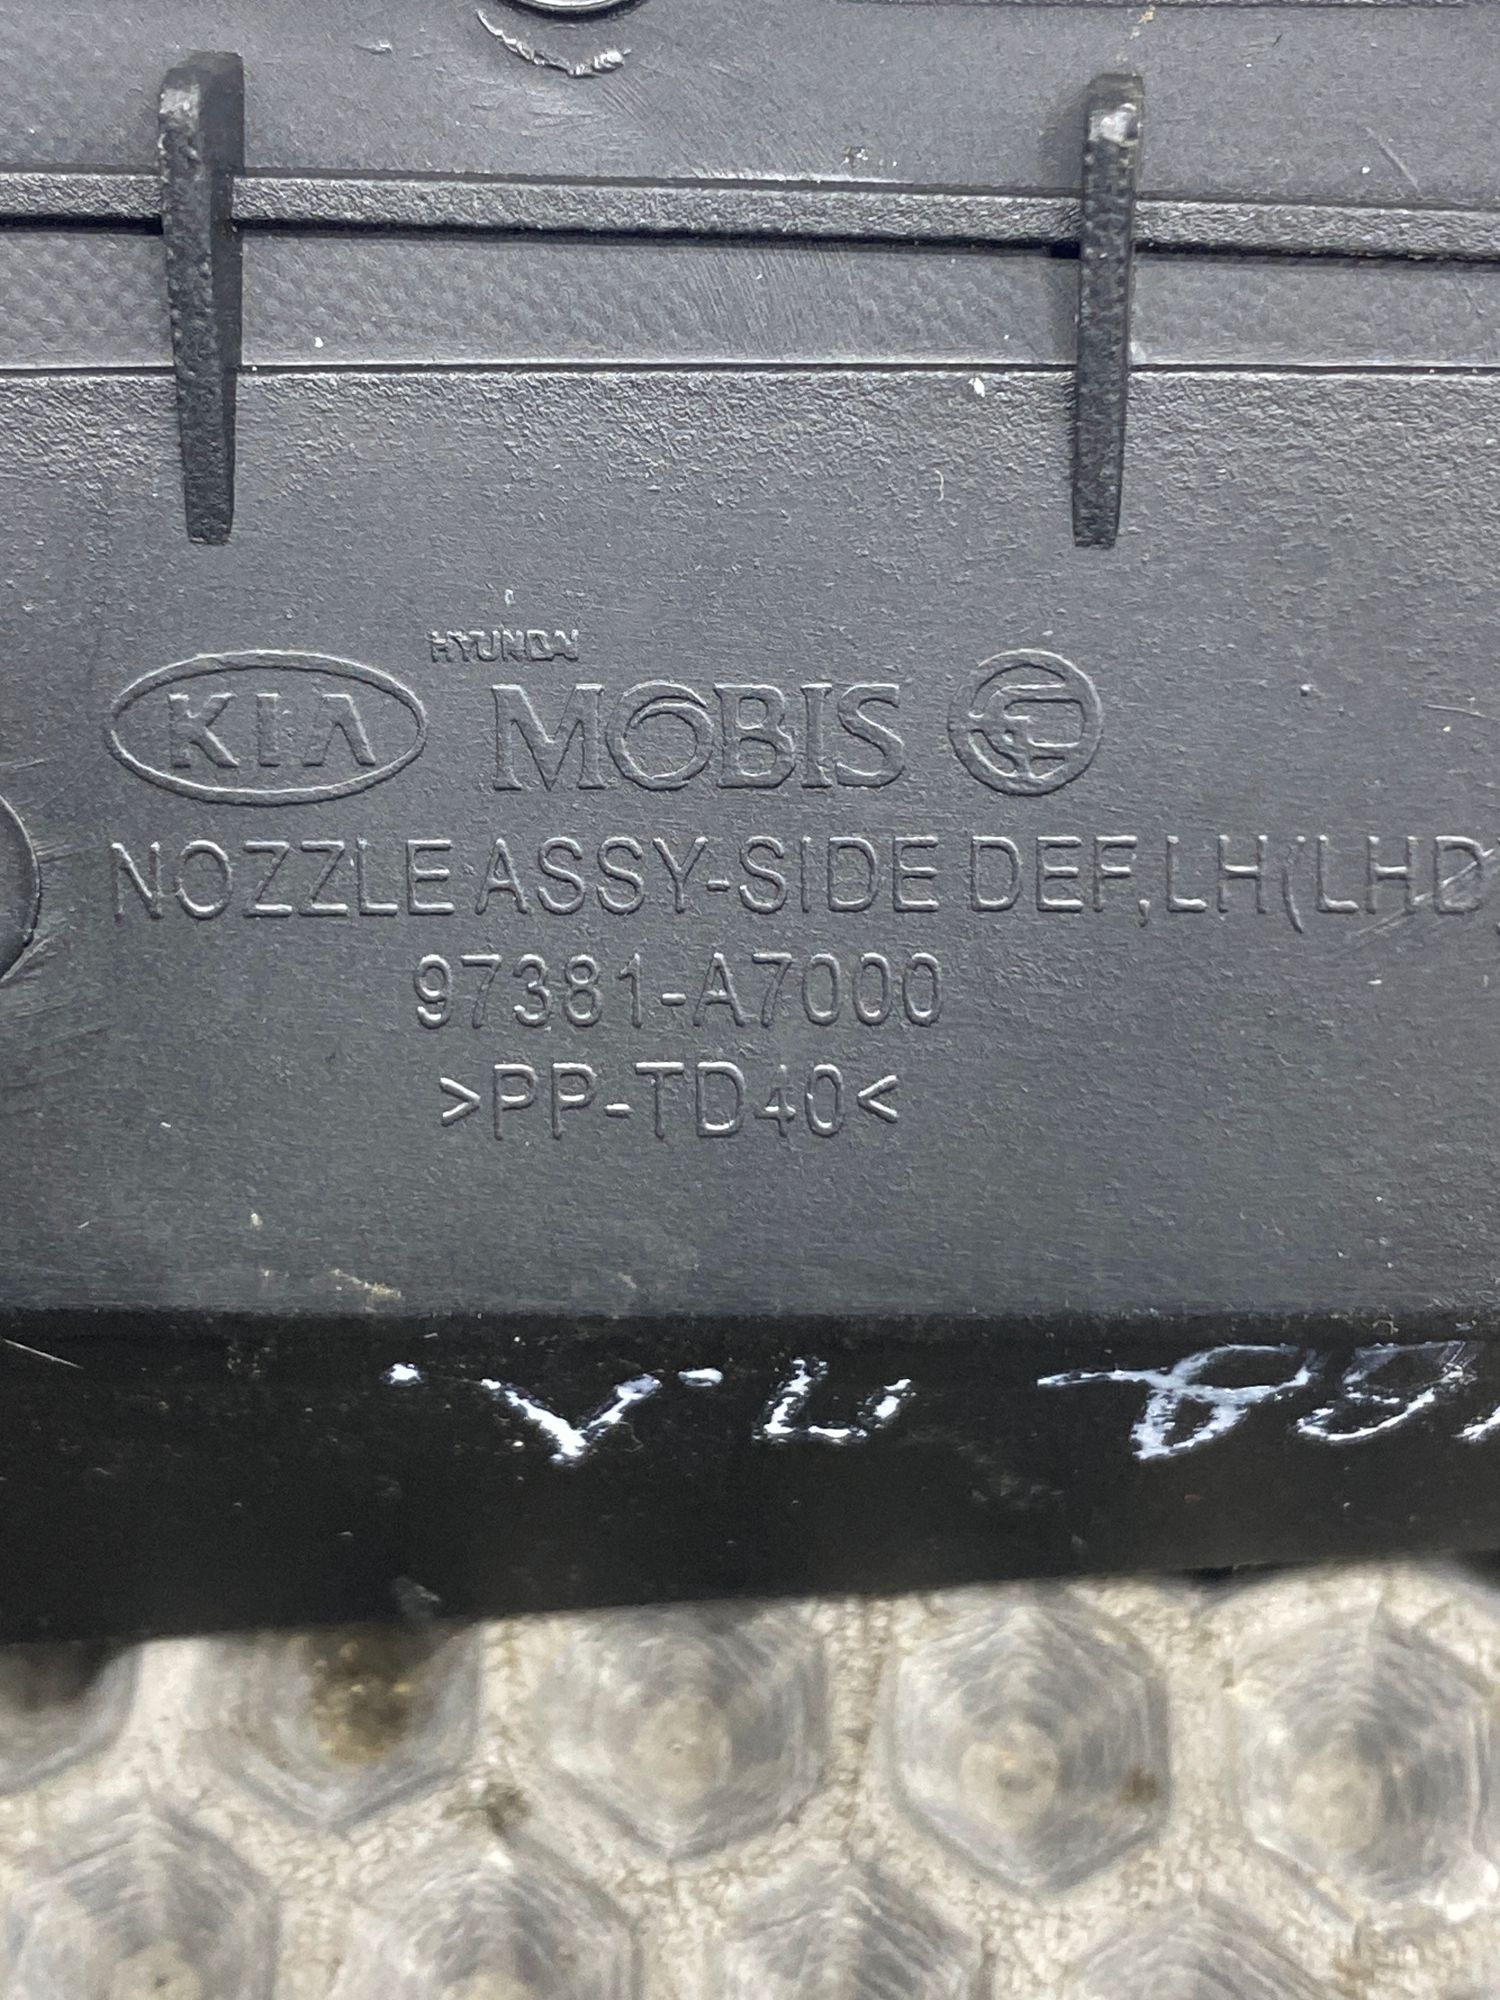 HYUNDAI
KIA MOBIS
NOZZLE ASSY-SIDE DEF,LH(LHD)
97381-A7000
>PP-TD40<